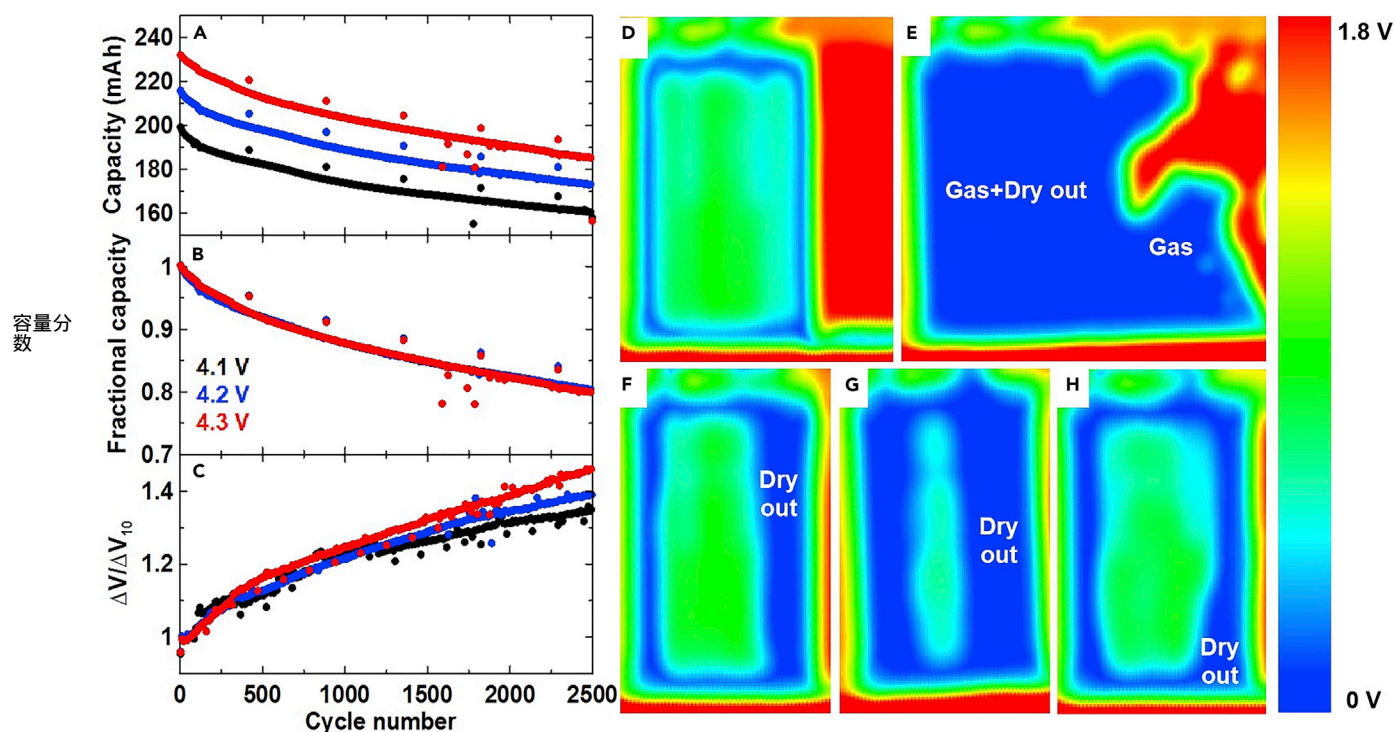 容量分
数
Capacity (mAh)
240
220
200
180
160
A
Fractional capacity
1
0.9
0.8
0.7
B
4.1 V
4.2 V
4.3 V
ΔV/ΔV10
1.4
1.2
1
C
0
500
1000
1500
2000
2500
Cycle number
D
E
Gas+Dry out
Gas
F
Dry
out
G
Dry
out
H
Dry
out
1.8 V
0 V